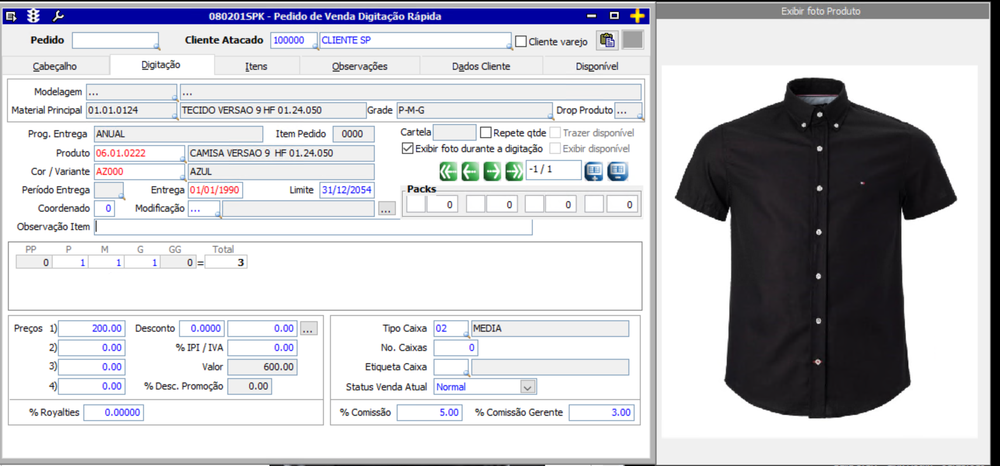 080201SPK - Pedido de Venda Digitação Rápida
Exibir foto Produto
Pedido Cliente Atacado 100000 CLIENTE SP Cliente varejo
Cabeçalho Digitação Itens Observações Dados Cliente Disponível
Modelagem ... ...
Material Principal 01.01.0124 TECIDO VERSAO 9 HF 01.24.050 Grade P-M-G Drop Produto ...
Prog. Entrega ANUAL Item Pedido 0000 Cartela Repete qtde Trazer disponível
Exibir foto durante a digitação Exibir disponível
Produto 06.01.0222 CAMISA VERSAO 9 HF 01.24.050
Cor / Variante AZ000 AZUL -1 / 1
Período Entrega Entrega 01/01/1990 Limite 31/12/2054 Packs
Coordenado 0 Modificação ... ... 0 0 0 0
Observação Item
PP P M G GG Total
0 1 1 1 0 = 3
Preços 1) 200.00 Desconto 0.0000 0.00 ... Tipo Caixa 02 MEDIA
2) 0.00 % IPI / IVA 0.00 No. Caixas 0
3) 0.00 Valor 600.00 Etiqueta Caixa
4) 0.00 % Desc. Promoção 0.00 Status Venda Atual Normal
% Royalties 0.00000 % Comissão 5.00 % Comissão Gerente 3.00